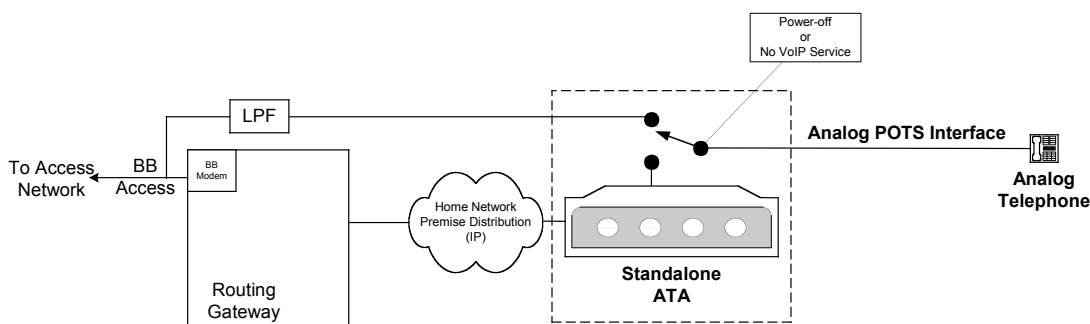 Power-off
or
No VoIP Service
LPF
Analog POTS Interface
To Access
Network
BB
Access
BB
Modem
Analog
Telephone
Home Network
Premise Distribution
(IP)
Standalone
ATA
Routing
Gateway